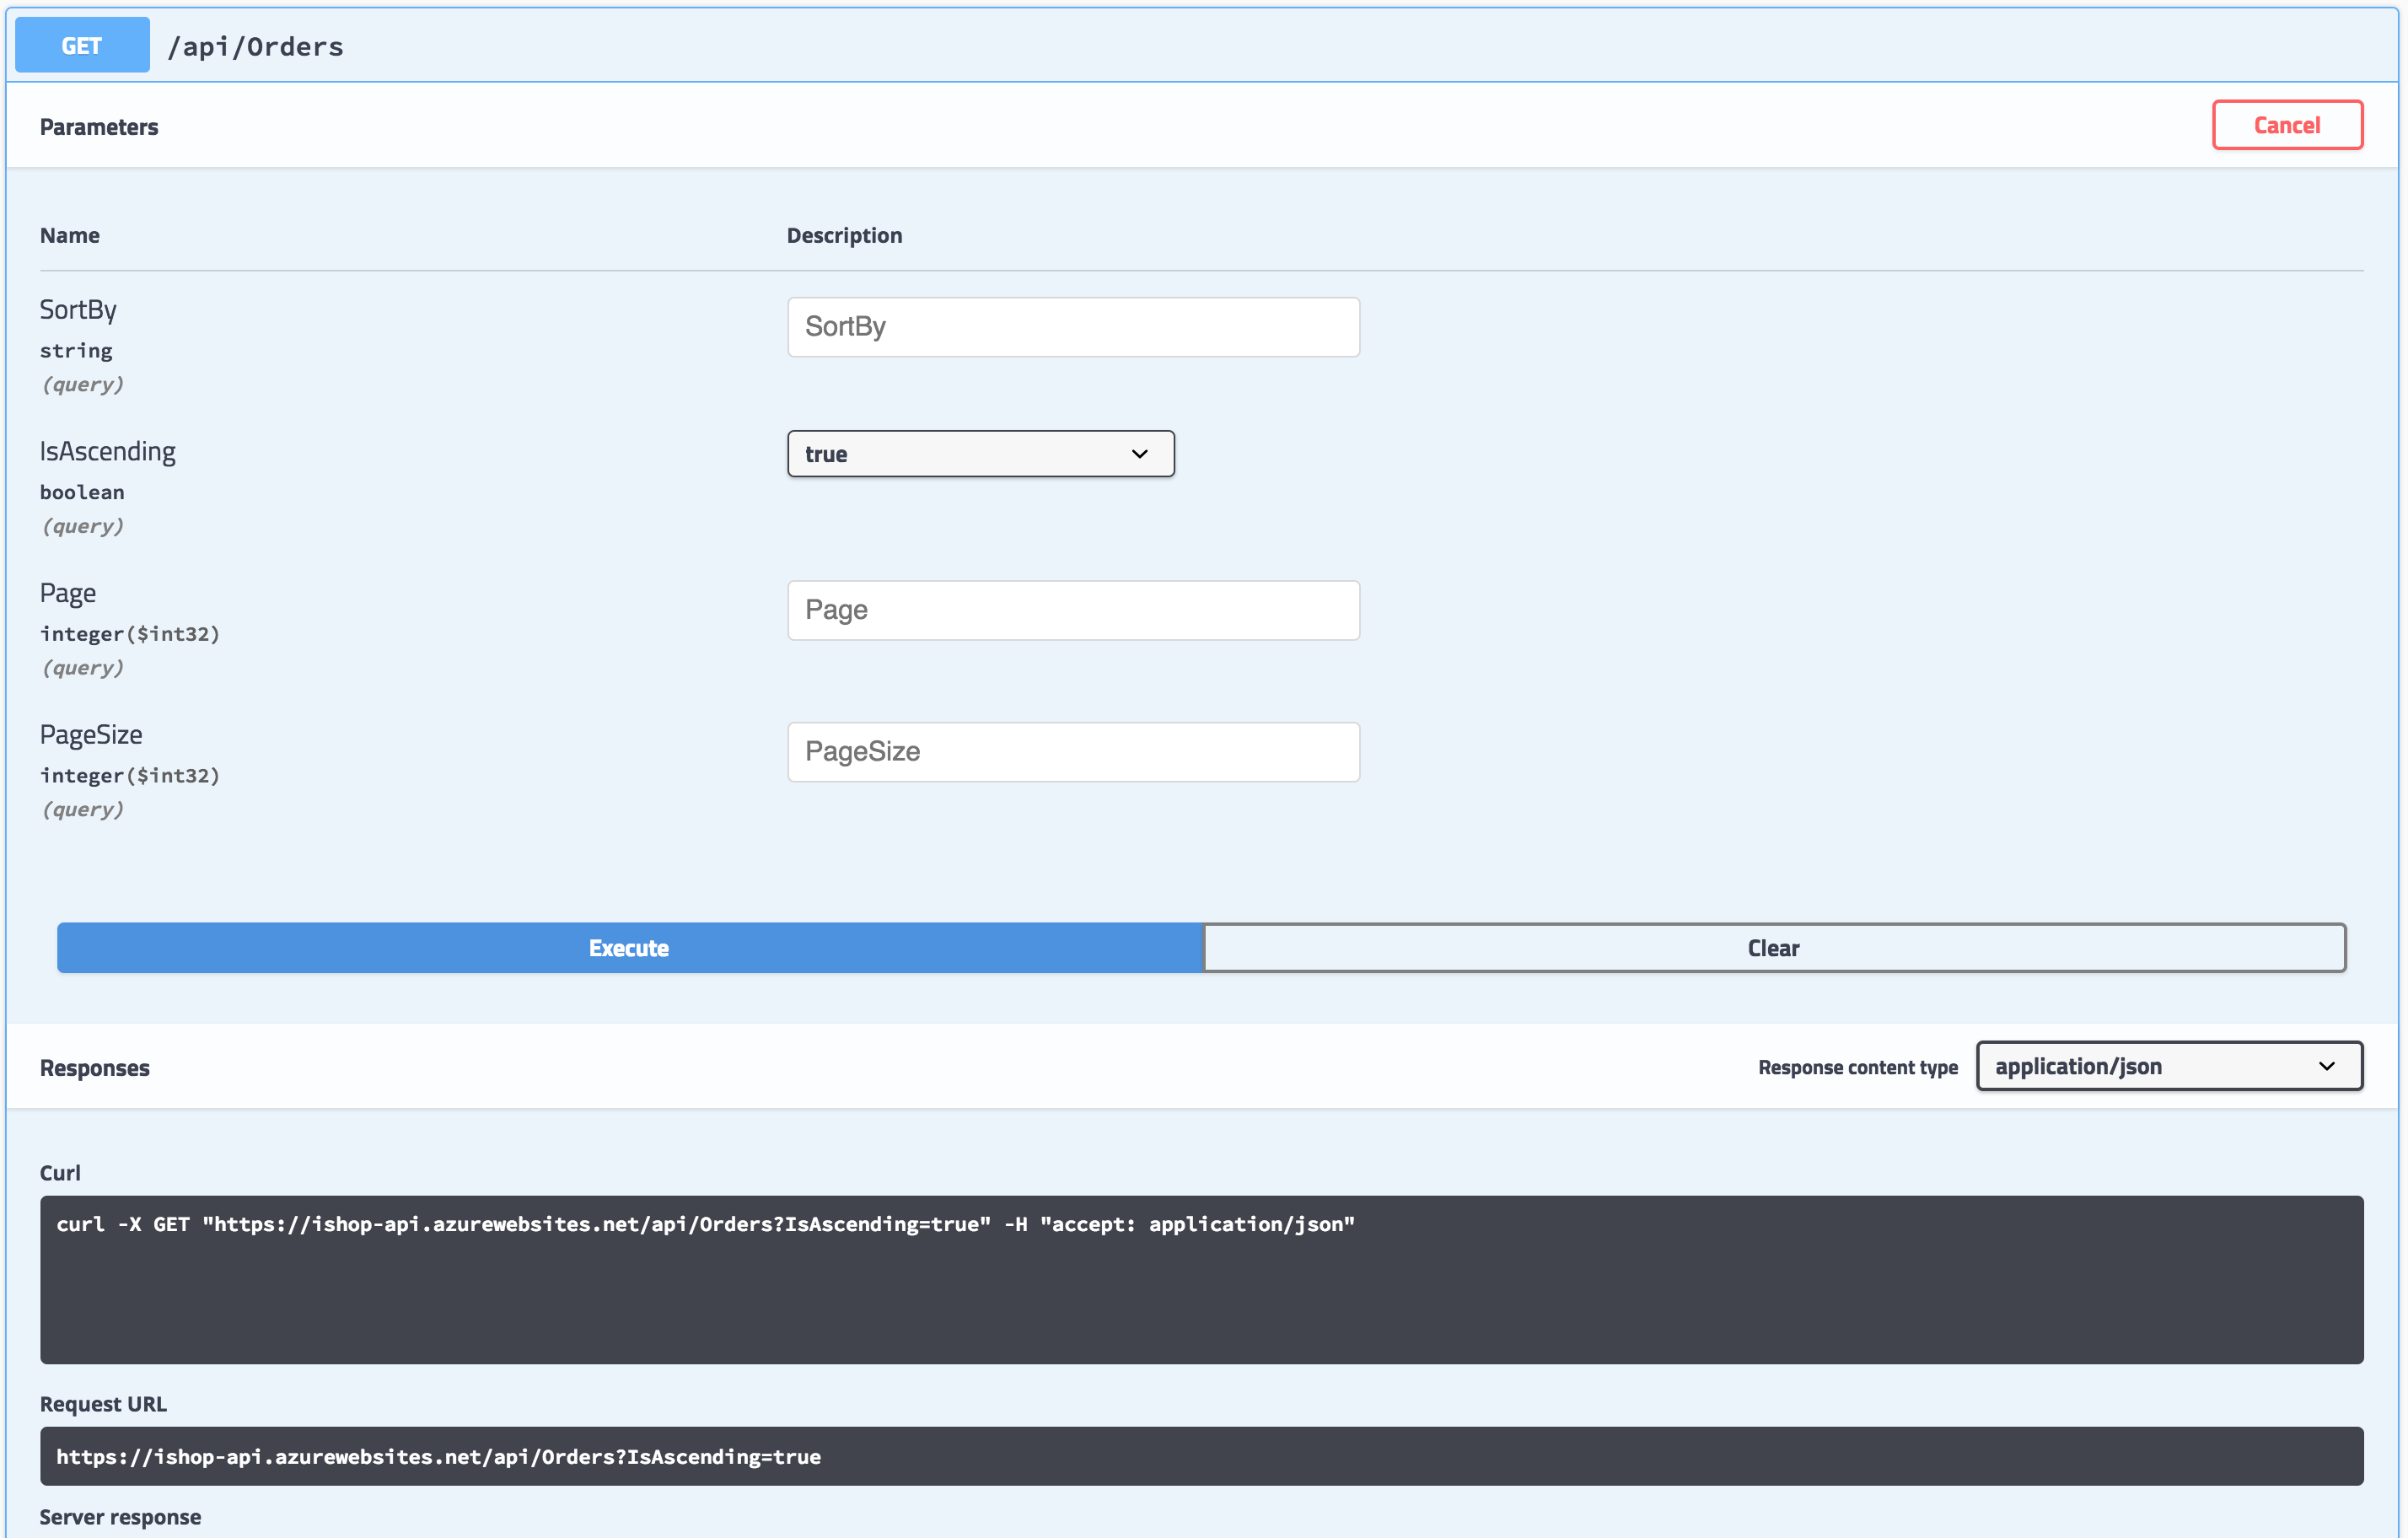 GET /api/Orders
Parameters
Cancel
Name Description
SortBy
string
(query)
SortBy
IsAscending
boolean
(query)
true
Page
integer($int32)
(query)
Page
PageSize
integer($int32)
(query)
PageSize
Execute Clear
Responses
Response content type application/json
Curl
curl -X GET "https://ishop-api.azurewebsites.net/api/Orders?IsAscending=true" -H "accept: application/json"
Request URL
https://ishop-api.azurewebsites.net/api/Orders?IsAscending=true
Server response